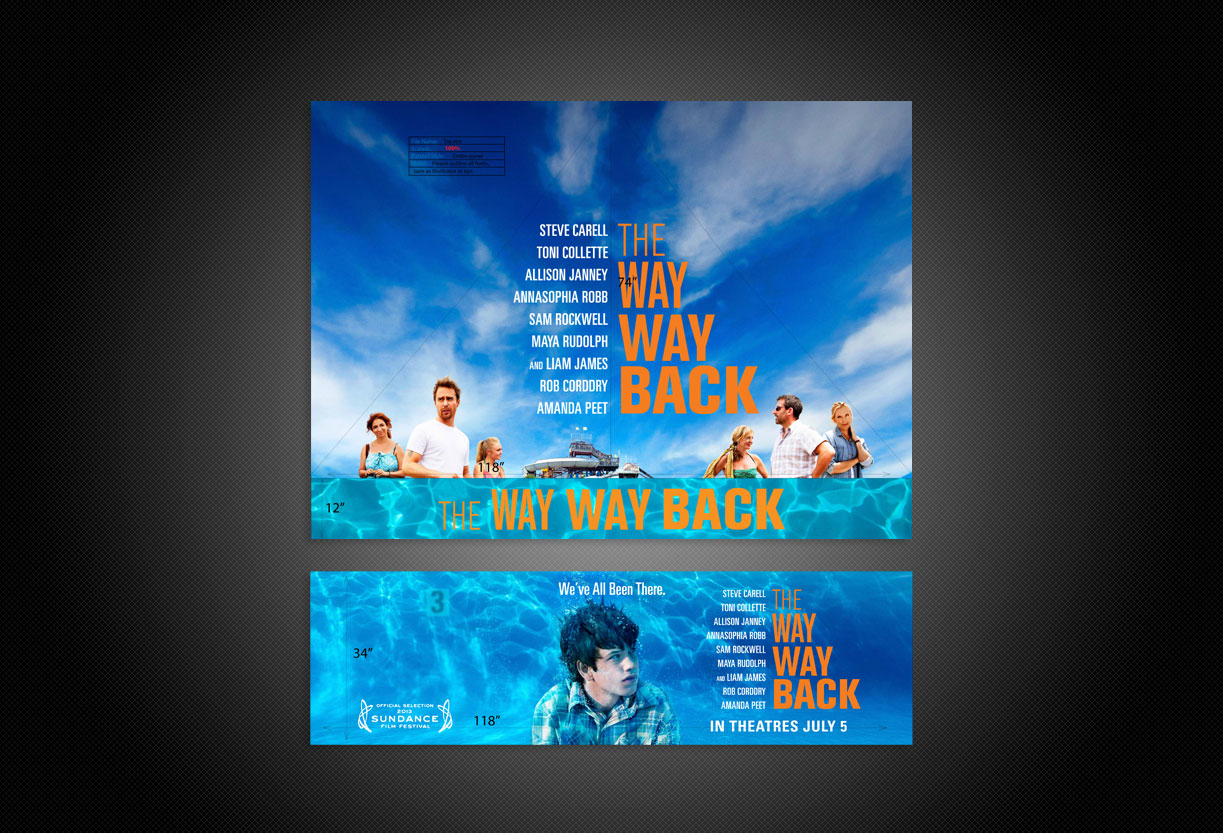 100%
STEVE CARELL
TONI COLLETTE
ALLISON JANNEY
ANNASOPHIA ROBB
SAM ROCKWELL
MAYA RUDOLPH
AND LIAM JAMES
ROB CORDDRY
AMANDA PEET
THE
WAY
WAY
BACK
74"
118"
12"
THE WAY WAY BACK
3
We've All Been There.
34"
118"
OFFICIAL SELECTION
2013
SUNDANCE
FILM FESTIVAL
STEVE CARELL
TONI COLLETTE
ALLISON JANNEY
ANNASOPHIA ROBB
SAM ROCKWELL
MAYA RUDOLPH
AND LIAM JAMES
ROB CORDDRY
AMANDA PEET
THE
WAY
WAY
BACK
IN THEATRES JULY 5